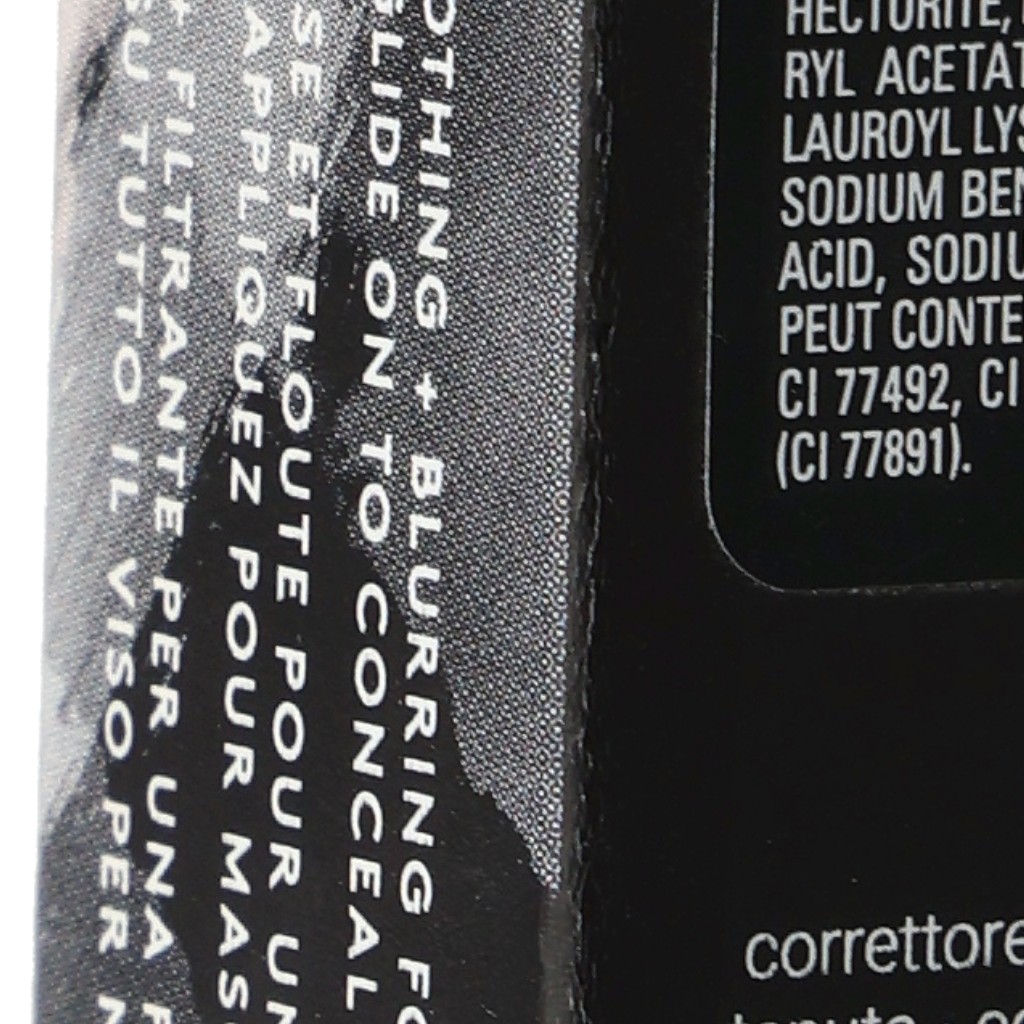 OTHING + BLURRING FO
GLIDE ON TO CONCEAL
SE ET FLOUTE POUR UN
APPLIQUEZ POUR MAS
+ FILTRANTE PER UNA
SU TUTTO IL VISO PER
HECTORITE,
RYL ACETAT
LAUROYL LYS
SODIUM BEN
ACID, SODIU
PEUT CONTE
CI 77492, CI
(CI 77891).
correttore